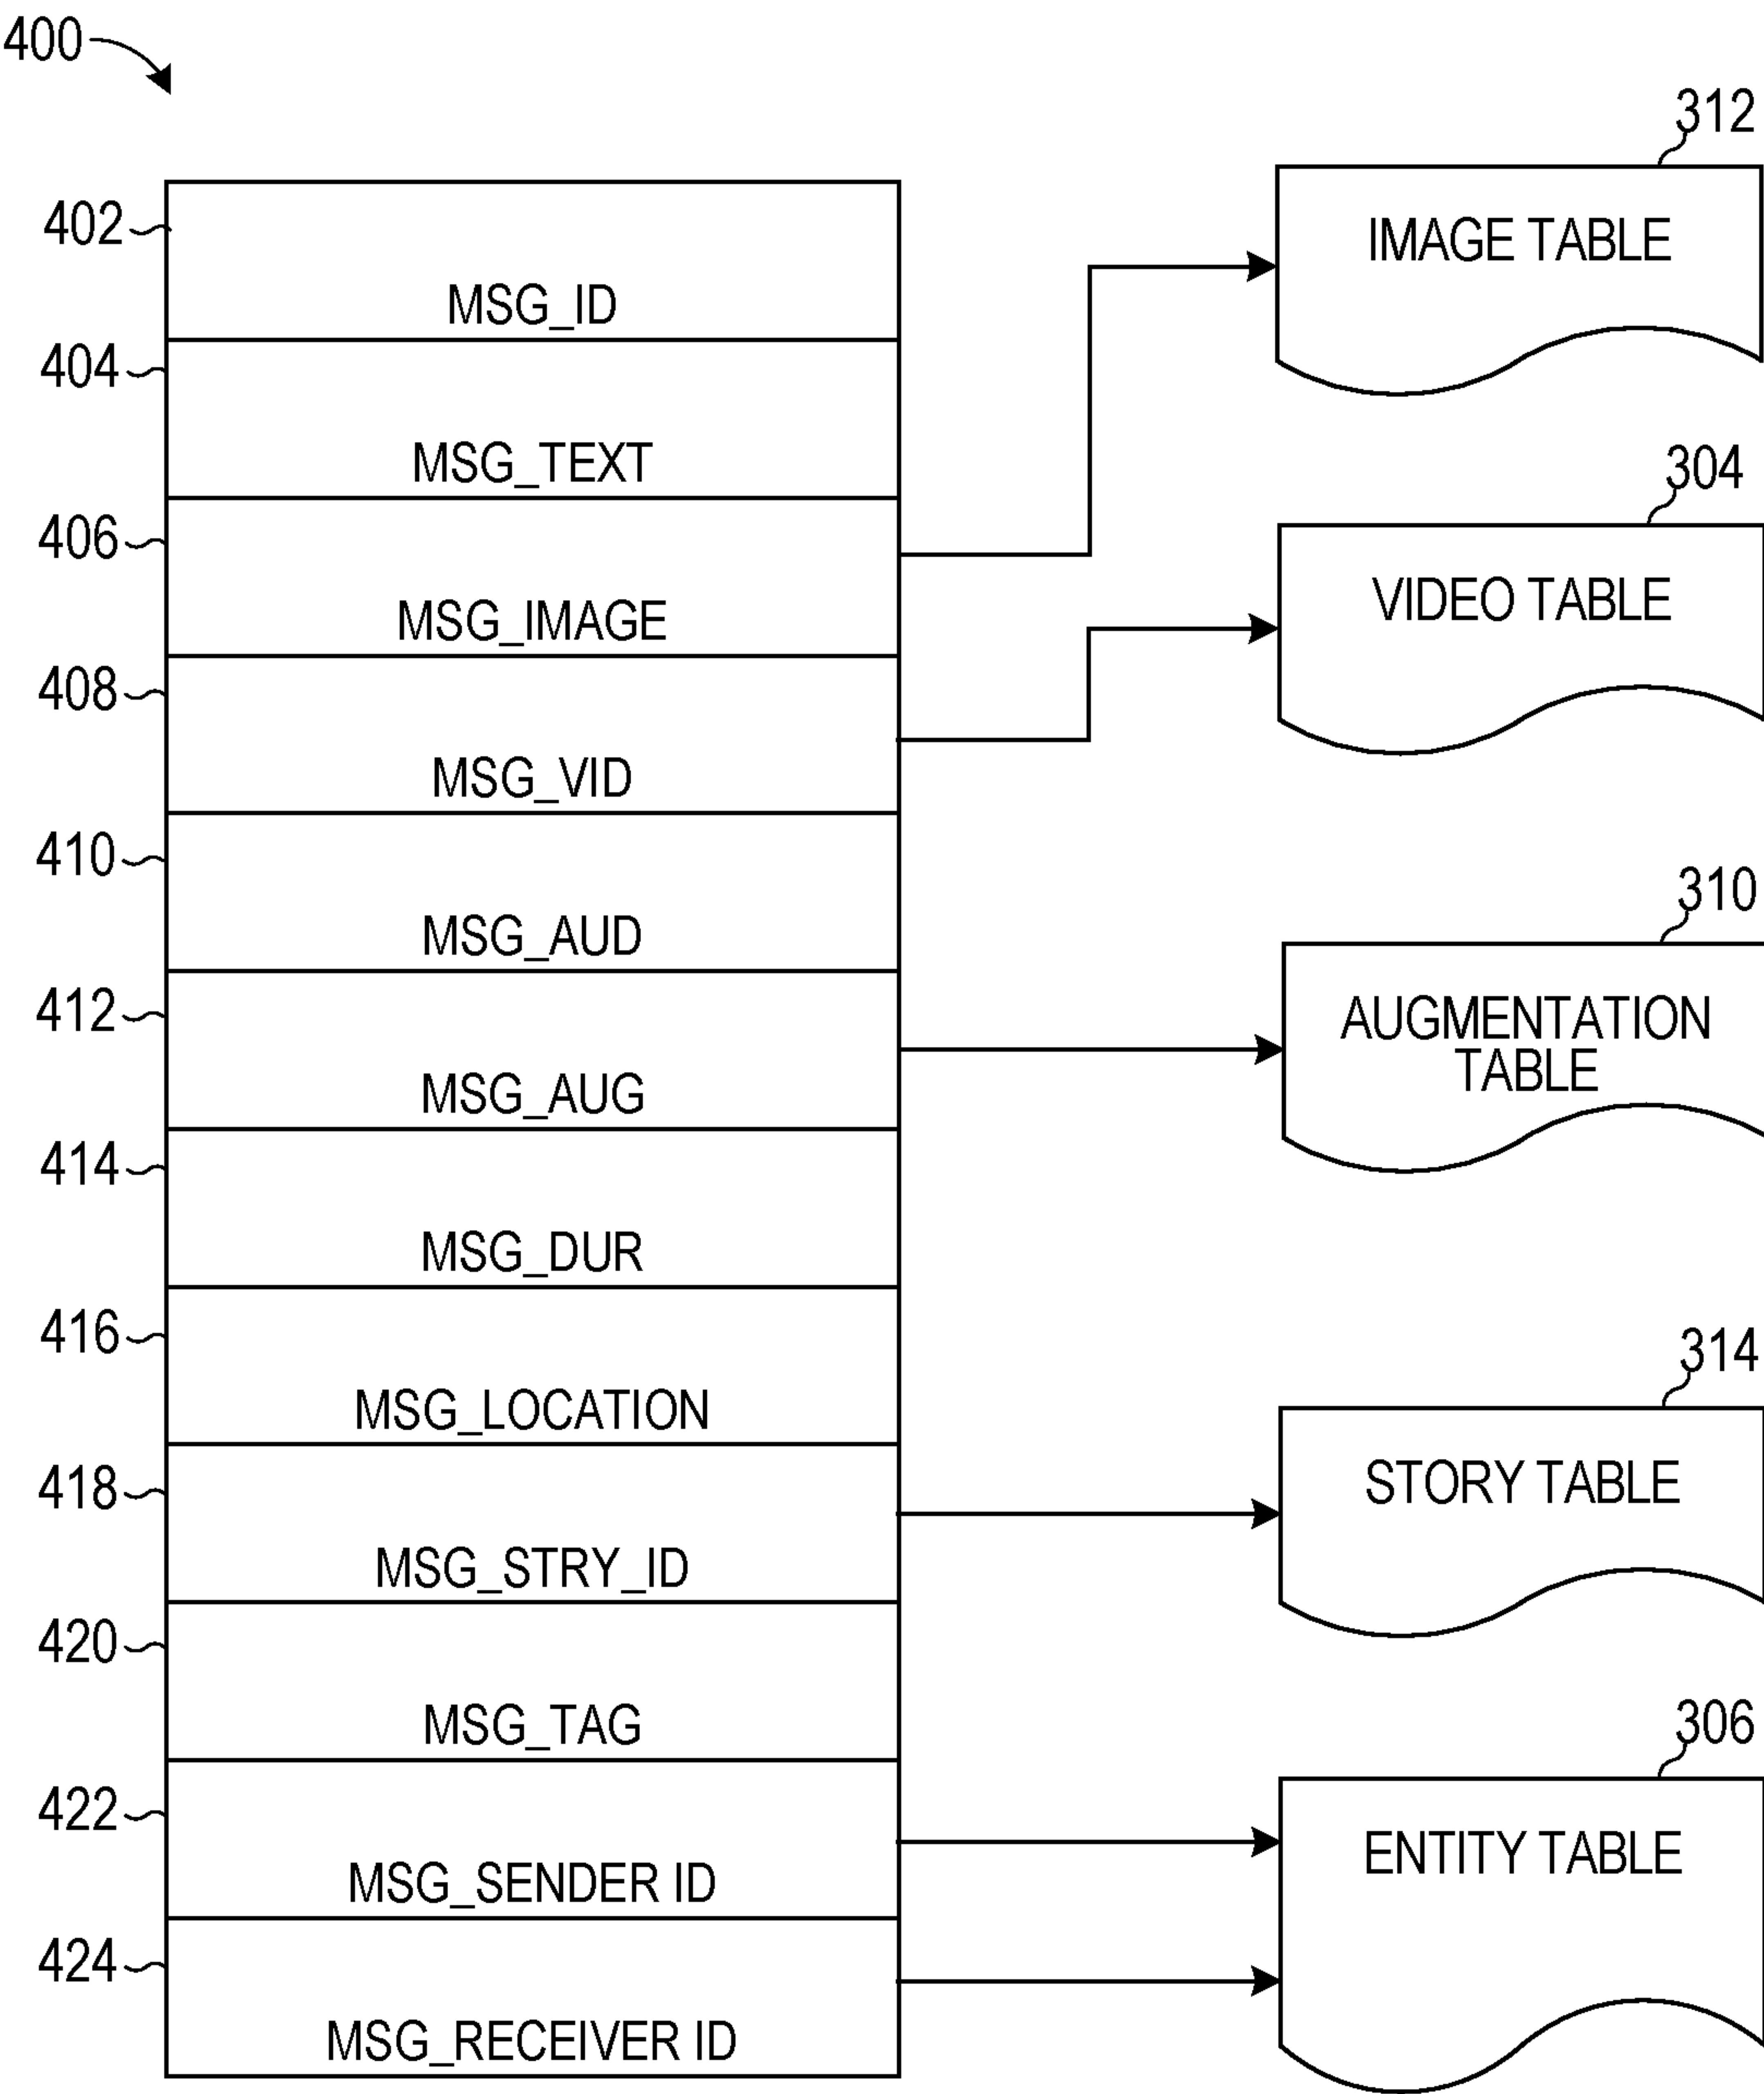 400
312
402
IMAGE TABLE
MSG_ID
404
MSG_TEXT
304
406
VIDEO TABLE
MSG_IMAGE
408
MSG_VID
410
310
MSG_AUD
412
AUGMENTATION
TABLE
MSG_AUG
414
MSG_DUR
416
314
MSG_LOCATION
418
STORY TABLE
MSG_STRY_ID
420
306
MSG_TAG
422
ENTITY TABLE
MSG_SENDER ID
424
MSG_RECEIVER ID